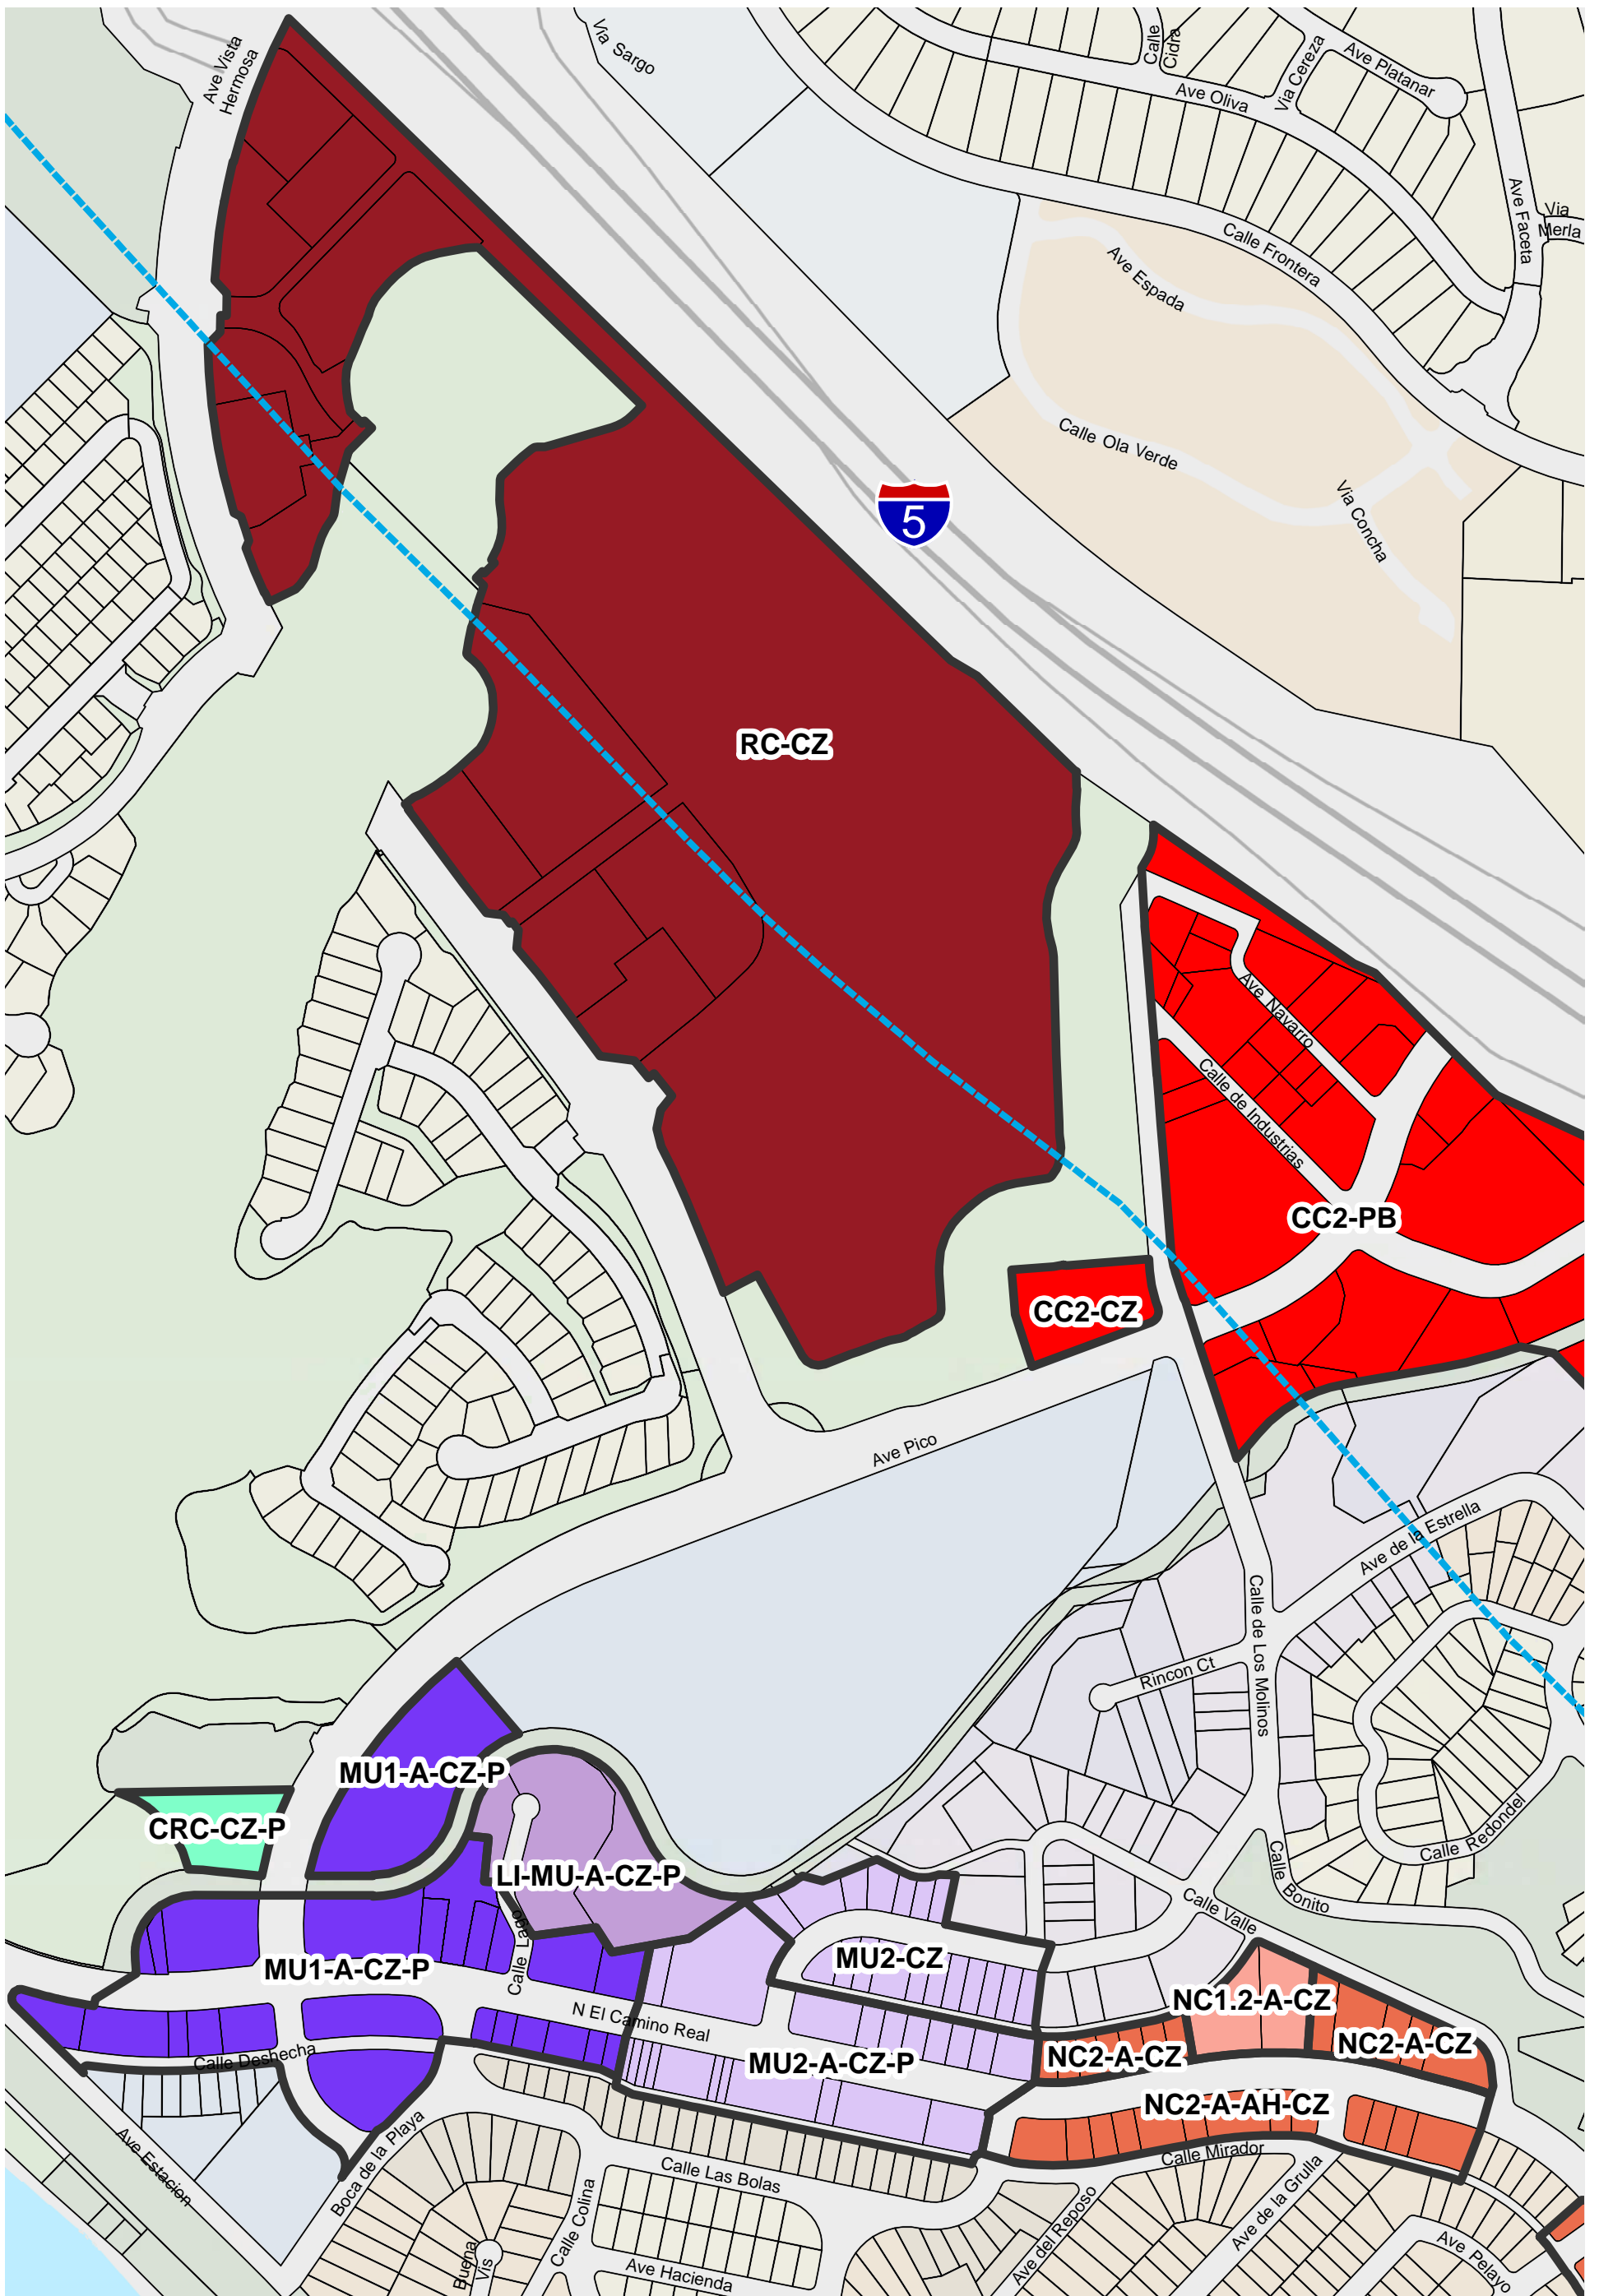 Ave Vista
Hermosa
Via Sargo
Calle
Cidra
Via Cereza
Ave Platanar
Ave Oliva
Ave Faceta
Via
Merla
Calle Frontera
Ave Espada
Calle Ola Verde
Via Concha
5
RC-CZ
Ave Navarro
Calle de Industrias
CC2-PB
CC2-CZ
Ave Pico
Ave de la Estrella
Calle de Los Molinos
Rincon Ct
MU1-A-CZ-P
CRC-CZ-P
LI-MU-A-CZ-P
Calle Redondel
Calle Bonito
Calle Valle
Calle Lago
MU2-CZ
MU1-A-CZ-P
NC1.2-A-CZ
N El Camino Real
NC2-A-CZ
NC2-A-CZ
Calle Deshecha
MU2-A-CZ-P
NC2-A-AH-CZ
Calle Mirador
Ave Estacion
Boca de la Playa
Calle Las Bolas
Calle Colina
Buena
Vis
Ave Hacienda
Ave del Reposo
Ave de la Grulla
Ave Pelayo